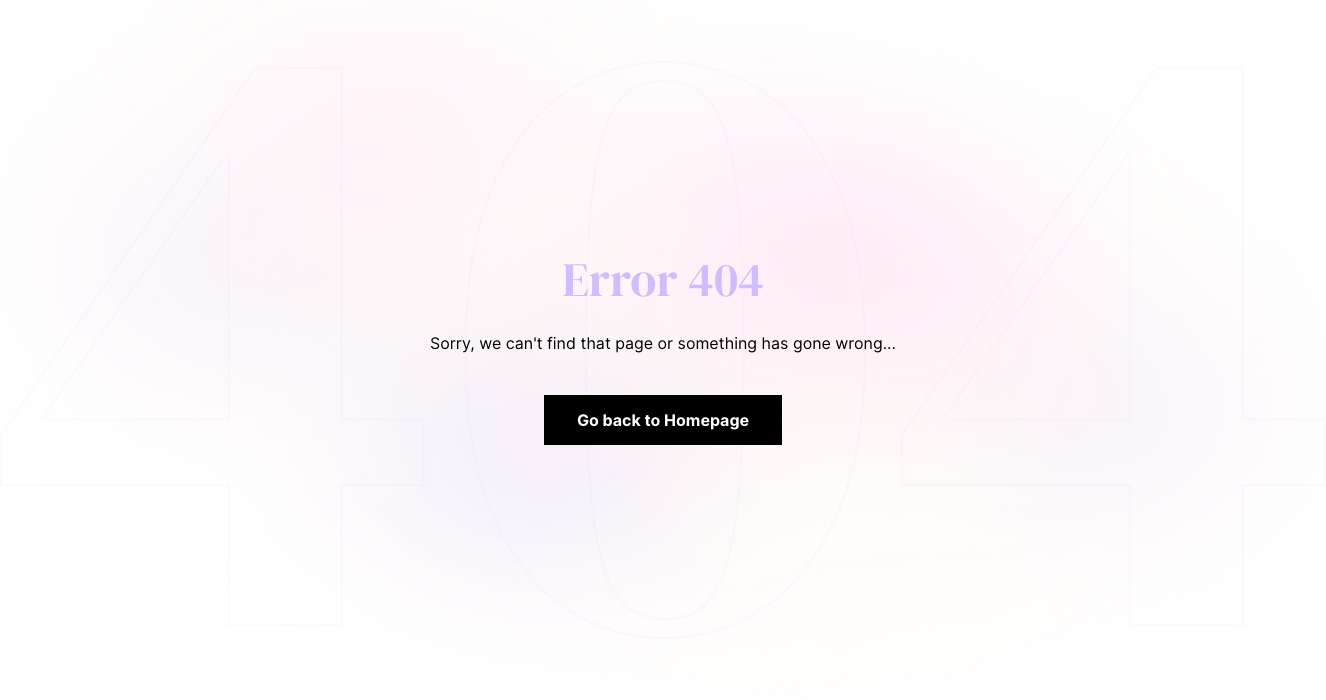 404
Error 404
Sorry, we can't find that page or something has gone wrong...
Go back to Homepage